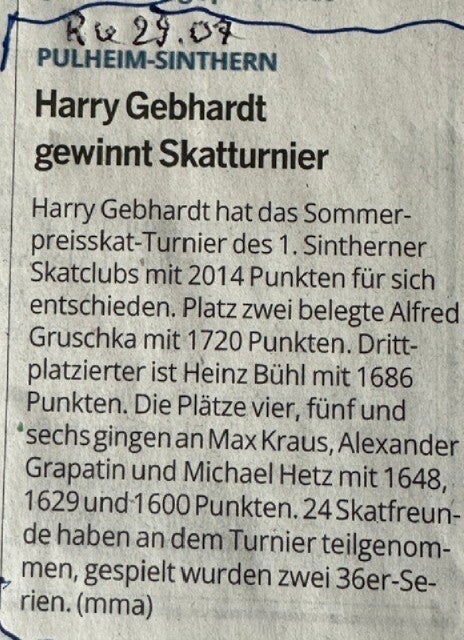 Ru 29.07
PULHEIM-SINTHERN
Harry Gebhardt
gewinnt Skatturnier
Harry Gebhardt hat das Sommer-
preisskat-Turnier des 1. Sintherner
Skatclubs mit 2014 Punkten für sich
entschieden. Platz zwei belegte Alfred
Gruschka mit 1720 Punkten. Dritt-
platzierter ist Heinz Bühl mit 1686
Punkten. Die Plätze vier, fünf und
sechs gingen an Max Kraus, Alexander
Grapatin und Michael Hetz mit 1648,
1629 und 1600 Punkten. 24 Skatfreun-
de haben an dem Turnier teilgenom-
men, gespielt wurden zwei 36er-Se-
rien. (mma)